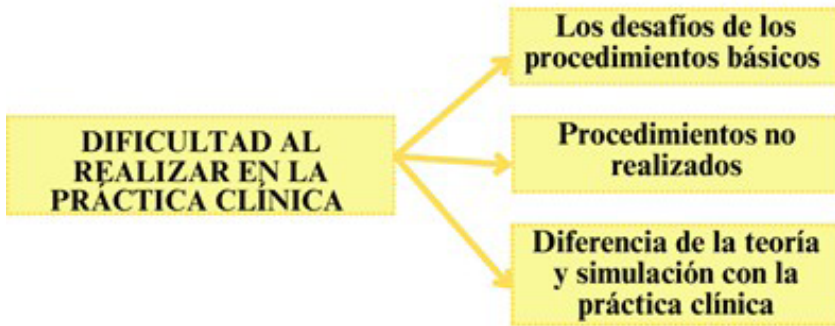 DIFICULTAD AL
REALIZAR EN LA
PRÁCTICA CLÍNICA
Los desafíos de los
procedimientos básicos
Procedimientos no
realizados
Diferencia de la teoría
y simulación con la
práctica clínica